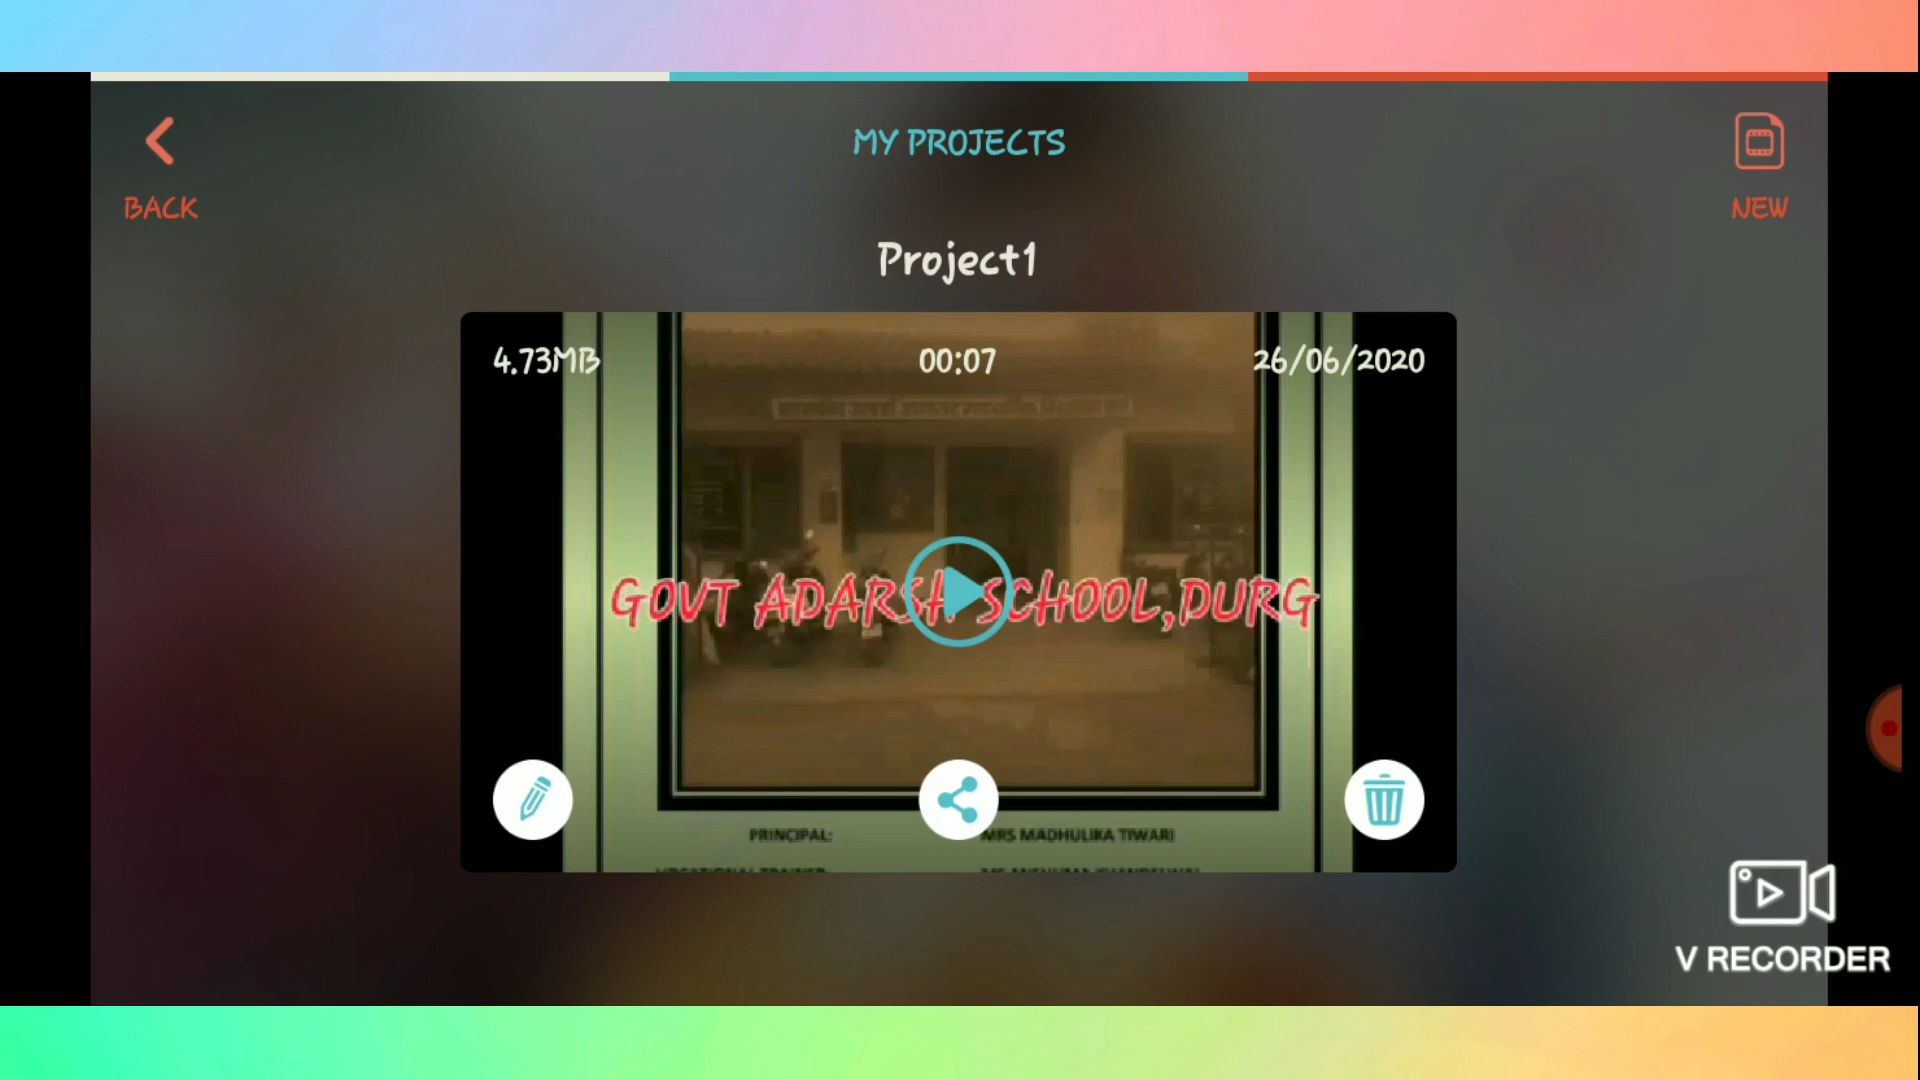 MY PROJECTS
BACK
NEW
Project1
4.73MB
00:07
26/06/2020
GOVT ADARSH SCHOOL,DURG
PRINCIPAL:
MRS MADHULIKA TIWARI
V RECORDER